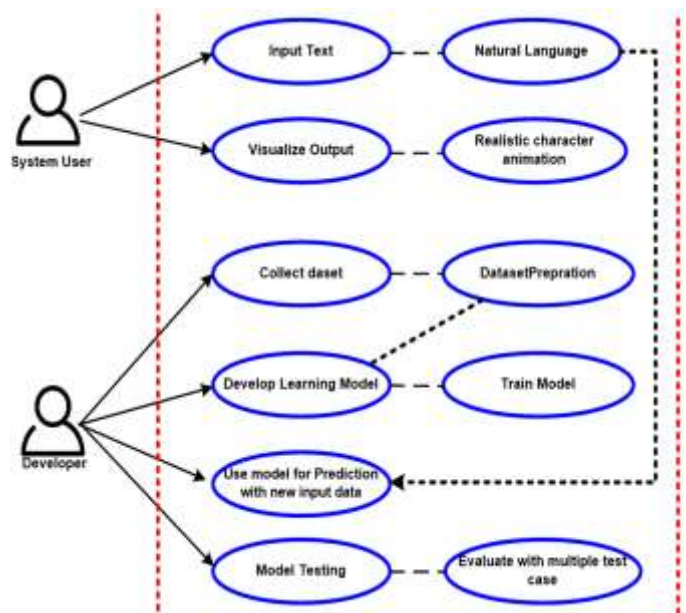 Input Text
Natural Language
System User
Visualize Output
Realistic character
animation
Collect daset
DatasetPrepration
Develop Learning Model
Train Model
Developer
Use model for Prediction
with new input data
Model Testing
Evaluate with multiple test
case